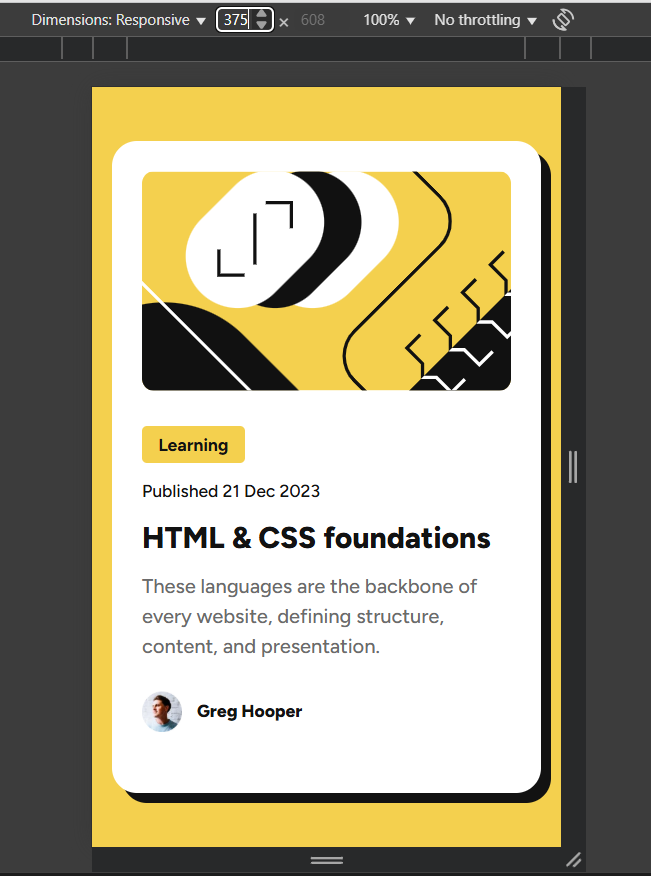 Dimensions: Responsive ▼ 375 × 608 100% ▼ No throttling ▼
Learning
Published 21 Dec 2023
HTML & CSS foundations
These languages are the backbone of
every website, defining structure,
content, and presentation.
Greg Hooper